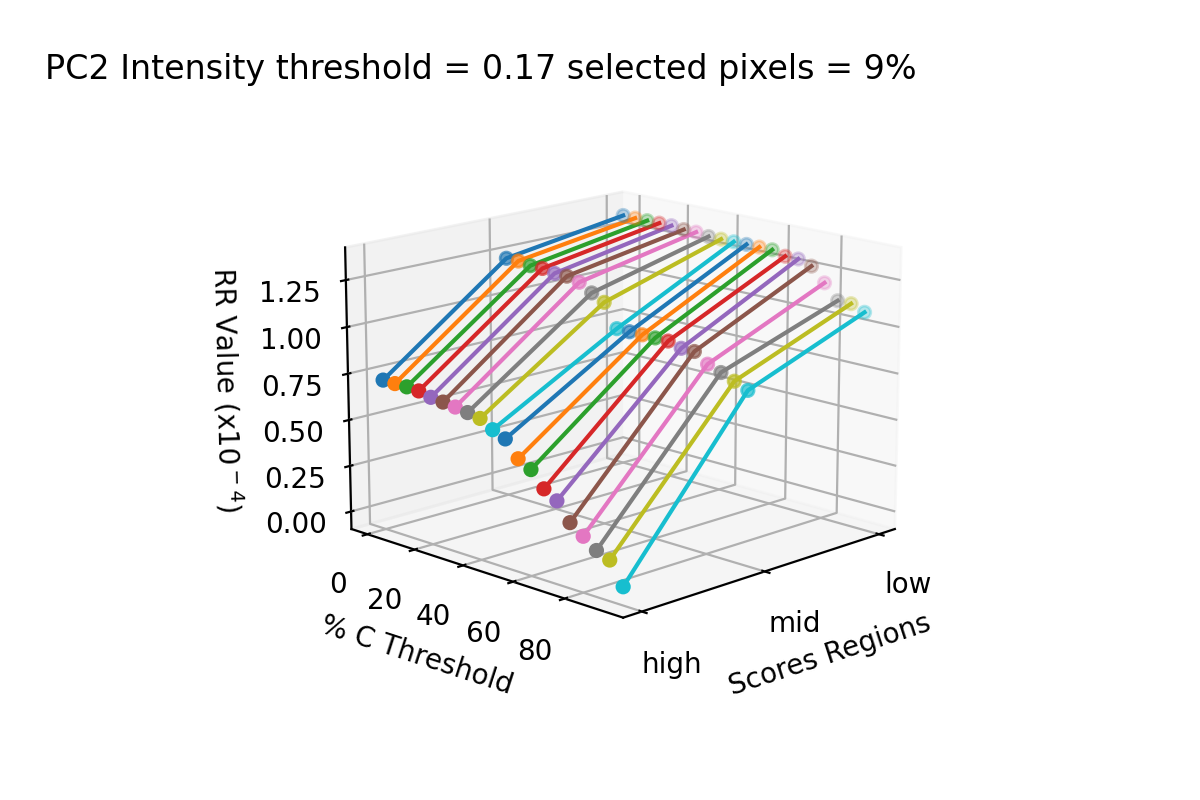 PC2 Intensity threshold = 0.17 selected pixels = 9%
RR Value (x10⁻⁴)
1.25
1.00
0.75
0.50
0.25
0.00
0
20
40
60
80
% C Threshold
high
mid
low
Scores Regions